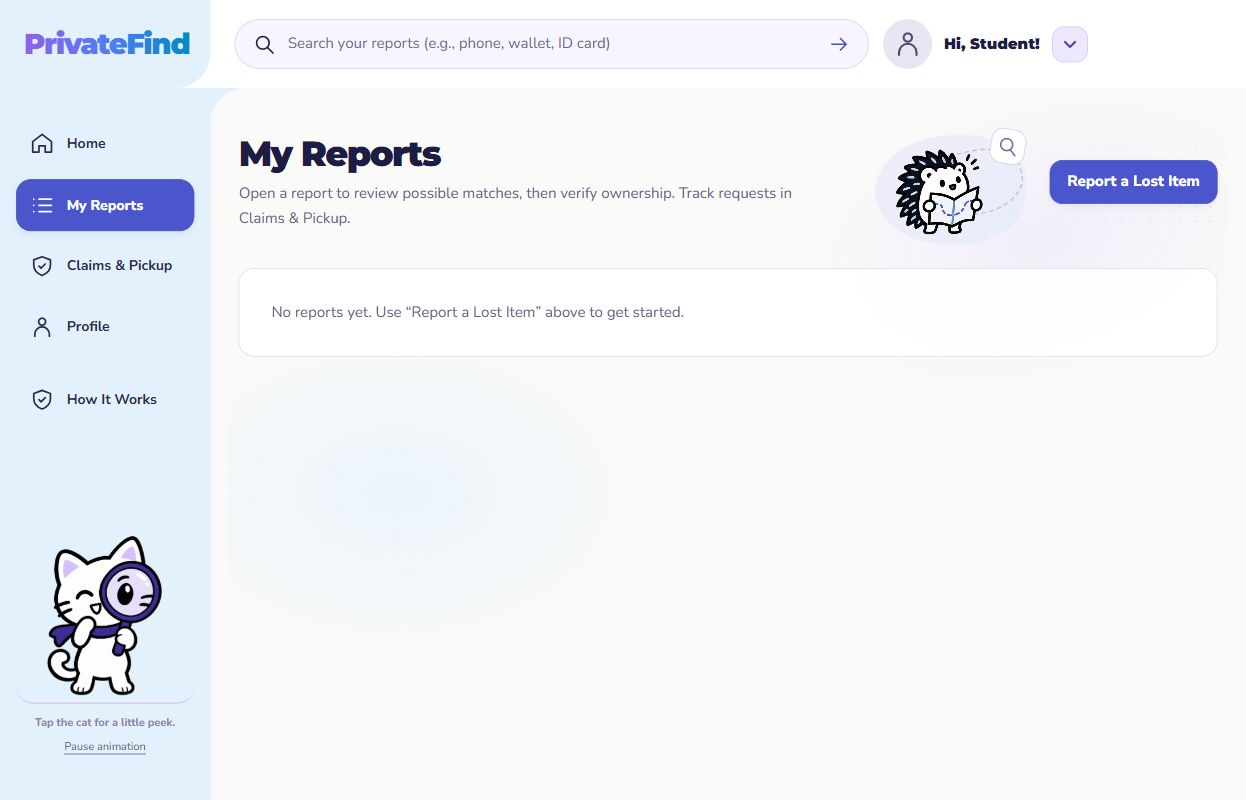 PrivateFind
Search your reports (e.g., phone, wallet, ID card)
Hi, Student!
Home
My Reports
Claims & Pickup
Profile
How It Works
Tap the cat for a little peek.
Pause animation
My Reports
Open a report to review possible matches, then verify ownership. Track requests in
Claims & Pickup.
Report a Lost Item
No reports yet. Use “Report a Lost Item” above to get started.